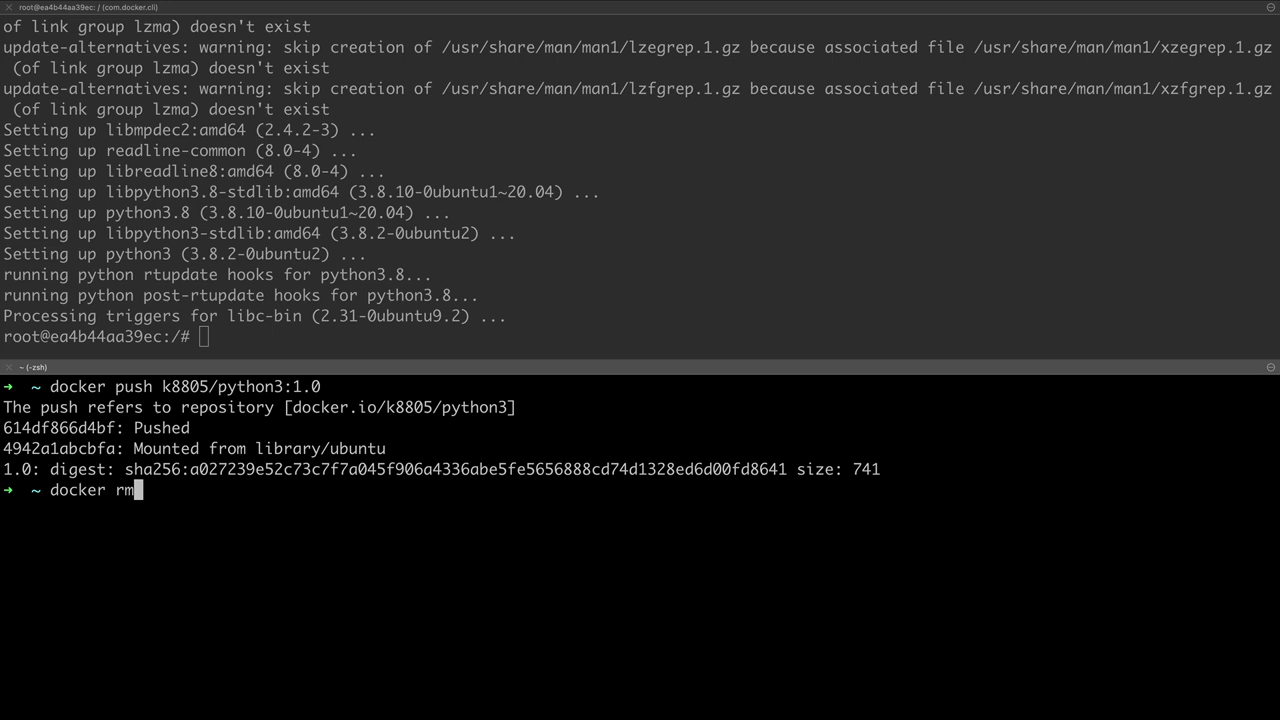 root@ea4b44aa39ec: / (com.docker.cli)
of link group lzma) doesn't exist
update-alternatives: warning: skip creation of /usr/share/man/man1/lzegrep.1.gz because associated file /usr/share/man/man1/xzegrep.1.gz
(of link group lzma) doesn't exist
update-alternatives: warning: skip creation of /usr/share/man/man1/lzfgrep.1.gz because associated file /usr/share/man/man1/xzfgrep.1.gz
(of link group lzma) doesn't exist
Setting up libmpdec2:amd64 (2.4.2-3) ...
Setting up readline-common (8.0-4) ...
Setting up libreadline8:amd64 (8.0-4) ...
Setting up libpython3.8-stdlib:amd64 (3.8.10-0ubuntu1~20.04) ...
Setting up python3.8 (3.8.10-0ubuntu1~20.04) ...
Setting up libpython3-stdlib:amd64 (3.8.2-0ubuntu2) ...
Setting up python3 (3.8.2-0ubuntu2) ...
running python rtupdate hooks for python3.8...
running python post-rtupdate hooks for python3.8...
Processing triggers for libc-bin (2.31-0ubuntu9.2) ...
root@ea4b44aa39ec:/#
~ (-zsh)
➜ ~ docker push k8805/python3:1.0
The push refers to repository [docker.io/k8805/python3]
614df866d4bf: Pushed
4942a1abcbfa: Mounted from library/ubuntu
1.0: digest: sha256:a027239e52c73c7f7a045f906a4336abe5fe5656888cd74d1328ed6d00fd8641 size: 741
➜ ~ docker rm